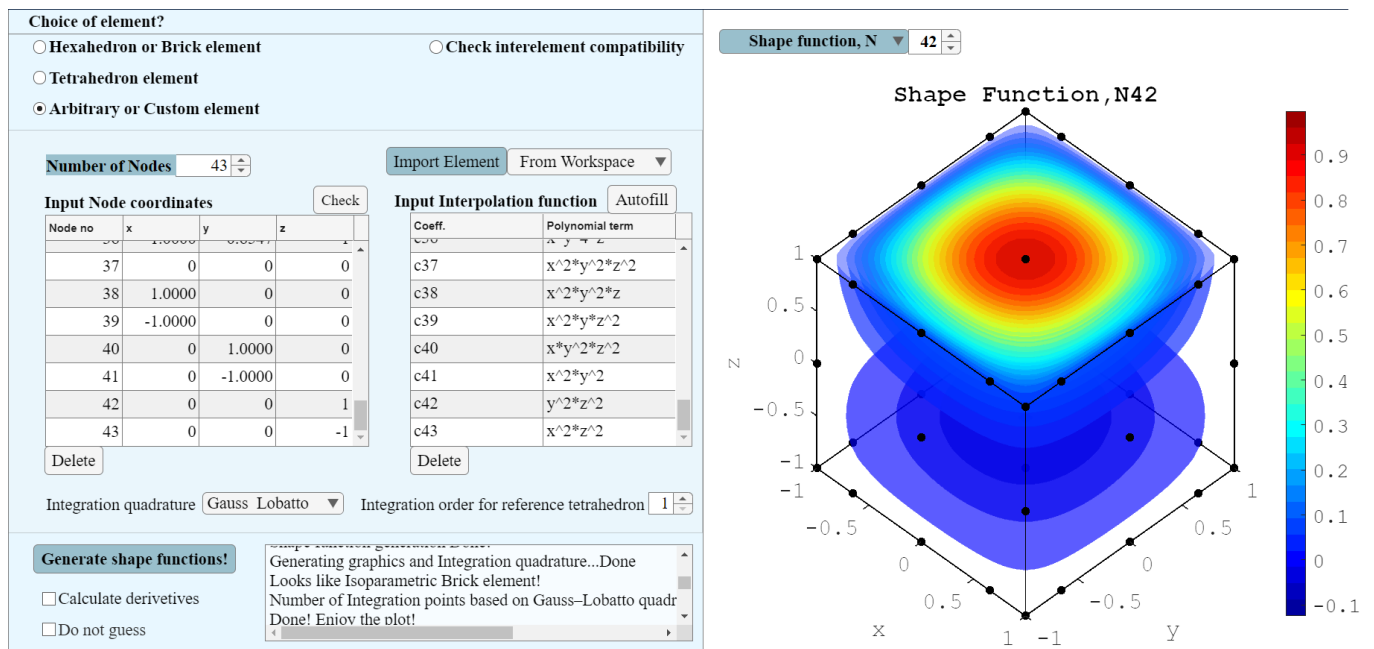 Choice of element?
Hexahedron or Brick element
Check interelement compatibility
Tetrahedron element
Arbitrary or Custom element
Number of Nodes 43
Import Element From Workspace
Input Node coordinates Check
Input Interpolation function Autofill
Node no x y z
37 0 0 0
38 1.0000 0 0
39 -1.0000 0 0
40 0 1.0000 0
41 0 -1.0000 0
42 0 0 1
43 0 0 -1
Delete
Coeff. Polynomial term
c37 x^2*y^2*z^2
c38 x^2*y^2*z
c39 x^2*y*z^2
c40 x*y^2*z^2
c41 x^2*y^2
c42 y^2*z^2
c43 x^2*z^2
Delete
Integration quadrature Gauss Lobatto
Integration order for reference tetrahedron 1
Generate shape functions!
Calculate derivetives
Do not guess
Shape function generation Done!
Generating graphics and Integration quadrature...Done
Looks like Isoparametric Brick element!
Number of Integration points based on Gauss–Lobatto quadr
Done! Enjoy the plot!
Shape function, N 42
Shape Function,N42
1
0.5
0
-0.5
-1
z
-1
-0.5
0
0.5
1
x
-1
-0.5
0
0.5
1
y
0.9
0.8
0.7
0.6
0.5
0.4
0.3
0.2
0.1
0
-0.1